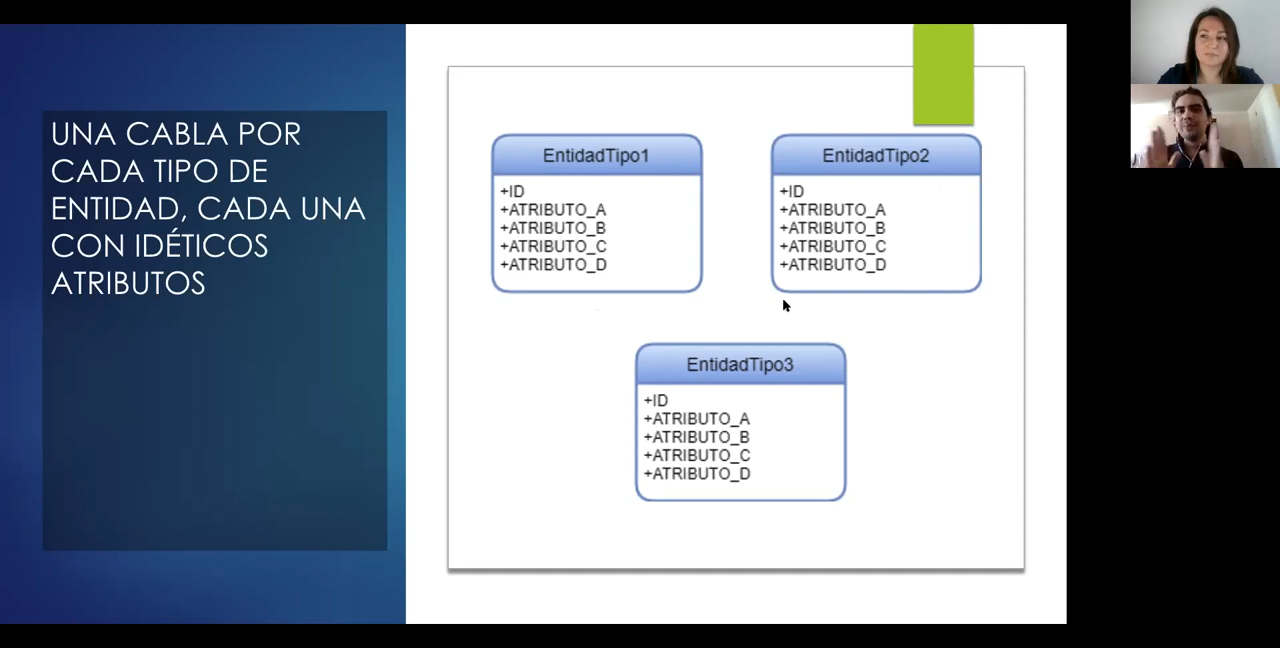 UNA CABLA POR
CADA TIPO DE
ENTIDAD, CADA UNA
CON IDÉTICOS
ATRIBUTOS
EntidadTipo1
+ID
+ATRIBUTO_A
+ATRIBUTO_B
+ATRIBUTO_C
+ATRIBUTO_D
EntidadTipo2
+ID
+ATRIBUTO_A
+ATRIBUTO_B
+ATRIBUTO_C
+ATRIBUTO_D
EntidadTipo3
+ID
+ATRIBUTO_A
+ATRIBUTO_B
+ATRIBUTO_C
+ATRIBUTO_D